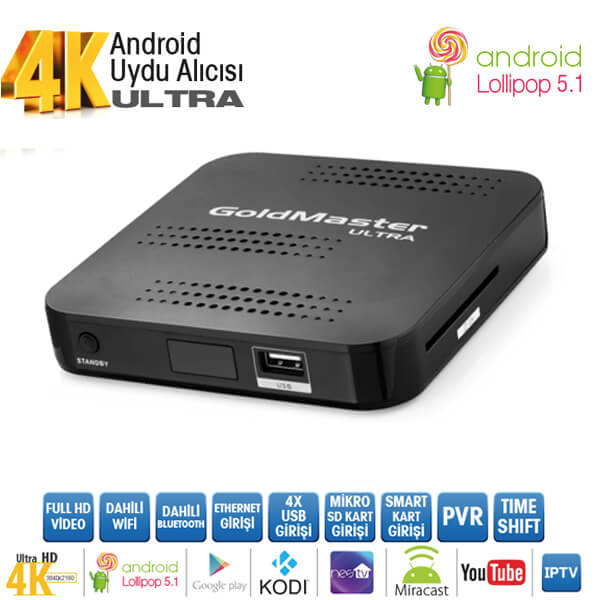 4K Android
Uydu Alıcısı
ULTRA
android
Lollipop 5.1
GoldMaster
ULTRA
STANDBY
USB
FULL HD
VİDEO
DAHİLİ
WİFİ
DAHİLİ
BLUETOOTH
ETHERNET
GİRİŞİ
4X
USB
GİRİŞİ
MİKRO
SD KART
GİRİŞİ
SMART
KART
GİRİŞİ
PVR
TIME
SHIFT
Ultra HD
4K 3840x2160
android
Lollipop 5.1
Google play
KODI
neotv
Miracast
YouTube
IPTV